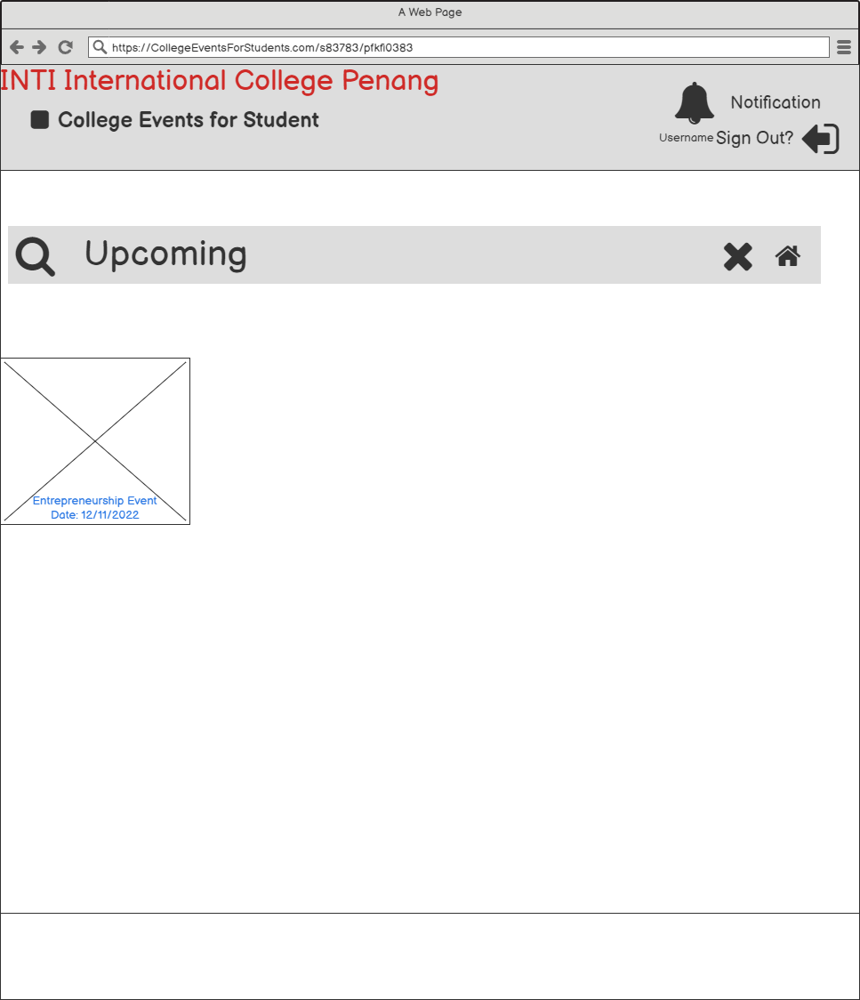 A Web Page
https://CollegeEventsForStudents.com/s83783/pfkfi0383
INTI International College Penang
College Events for Student
Notification
Username Sign Out?
Upcoming
Entrepreneurship Event
Date: 12/11/2022